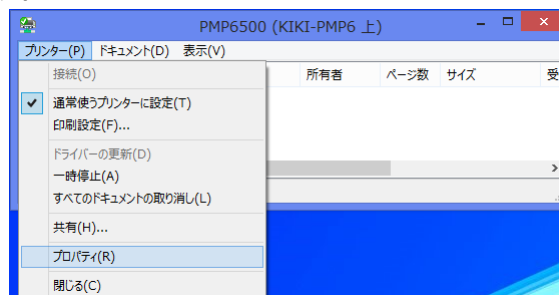 PMP6500 (KIKI-PMP6 上)
プリンター(P) ドキュメント(D) 表示(V)
所有者 ページ数 サイズ 受
接続(O)
通常使うプリンターに設定(T)
印刷設定(F)...
ドライバーの更新(D)
一時停止(A)
すべてのドキュメントの取り消し(L)
共有(H)...
プロパティ(R)
閉じる(C)